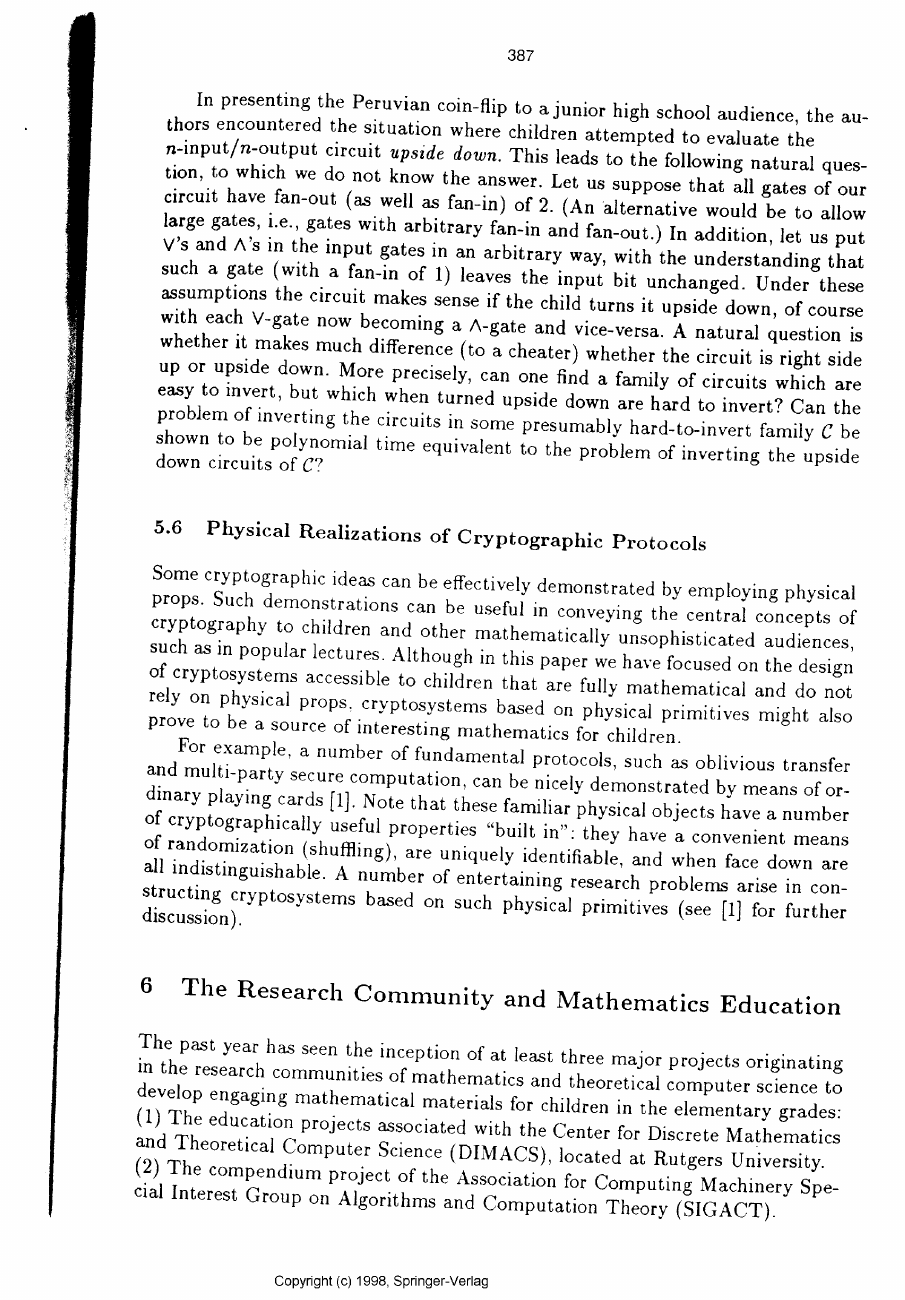 387
In presenting the Peruvian coin-flip to a junior high school audience, the au-
thors encountered the situation where children attempted to evaluate the
n-input/n-output circuit upside down. This leads to the following natural ques-
tion, to which we do not know the answer. Let us suppose that all gates of our
circuit have fan-out (as well as fan-in) of 2. (An alternative would be to allow
large gates, i.e., gates with arbitrary fan-in and fan-out.) In addition, let us put
∨'s and ∧'s in the input gates in an arbitrary way, with the understanding that
such a gate (with a fan-in of 1) leaves the input bit unchanged. Under these
assumptions the circuit makes sense if the child turns it upside down, of course
with each ∨-gate now becoming a ∧-gate and vice-versa. A natural question is
whether it makes much difference (to a cheater) whether the circuit is right side
up or upside down. More precisely, can one find a family of circuits which are
easy to invert, but which when turned upside down are hard to invert? Can the
problem of inverting the circuits in some presumably hard-to-invert family C be
shown to be polynomial time equivalent to the problem of inverting the upside
down circuits of C?
5.6 Physical Realizations of Cryptographic Protocols
Some cryptographic ideas can be effectively demonstrated by employing physical
props. Such demonstrations can be useful in conveying the central concepts of
cryptography to children and other mathematically unsophisticated audiences,
such as in popular lectures. Although in this paper we have focused on the design
of cryptosystems accessible to children that are fully mathematical and do not
rely on physical props, cryptosystems based on physical primitives might also
prove to be a source of interesting mathematics for children.
For example, a number of fundamental protocols, such as oblivious transfer
and multi-party secure computation, can be nicely demonstrated by means of or-
dinary playing cards [1]. Note that these familiar physical objects have a number
of cryptographically useful properties "built in": they have a convenient means
of randomization (shuffling), are uniquely identifiable, and when face down are
all indistinguishable. A number of entertaining research problems arise in con-
structing cryptosystems based on such physical primitives (see [1] for further
discussion).
6 The Research Community and Mathematics Education
The past year has seen the inception of at least three major projects originating
in the research communities of mathematics and theoretical computer science to
develop engaging mathematical materials for children in the elementary grades:
(1) The education projects associated with the Center for Discrete Mathematics
and Theoretical Computer Science (DIMACS), located at Rutgers University.
(2) The compendium project of the Association for Computing Machinery Spe-
cial Interest Group on Algorithms and Computation Theory (SIGACT).
Copyright (c) 1998, Springer-Verlag